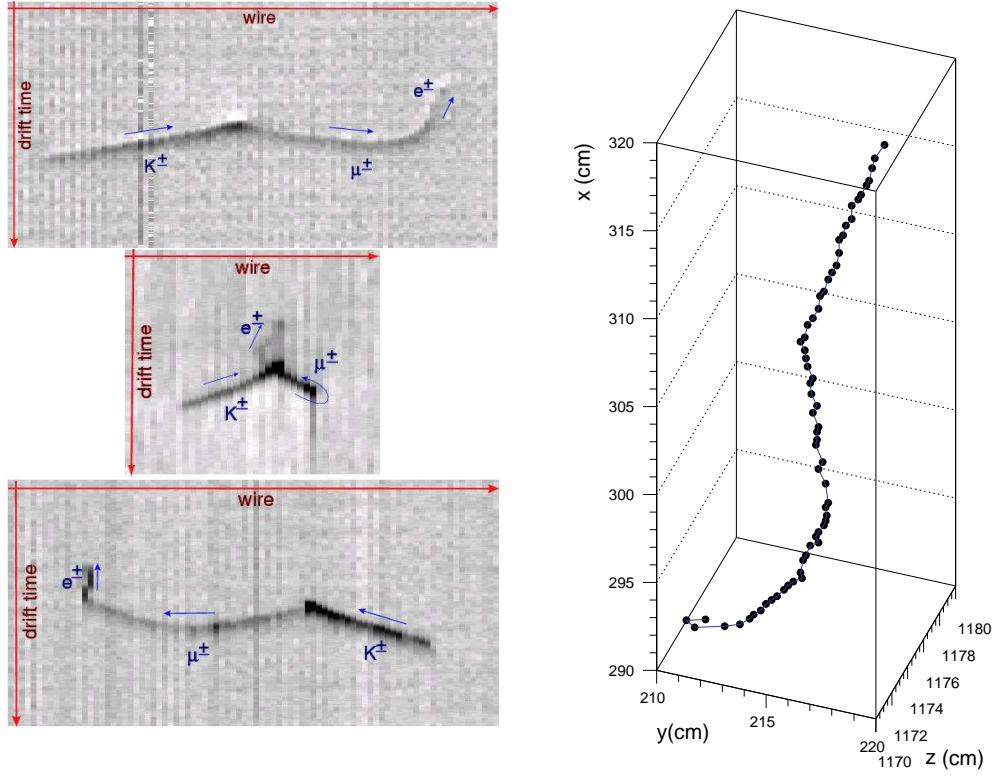 wire
drift time
K±
μ±
e±
wire
drift time
K±
μ±
e±
wire
drift time
e±
μ±
K±
x (cm)
320
315
310
305
300
295
290
210
215
220
y(cm)
1170
1172
1174
1176
1178
1180
z (cm)